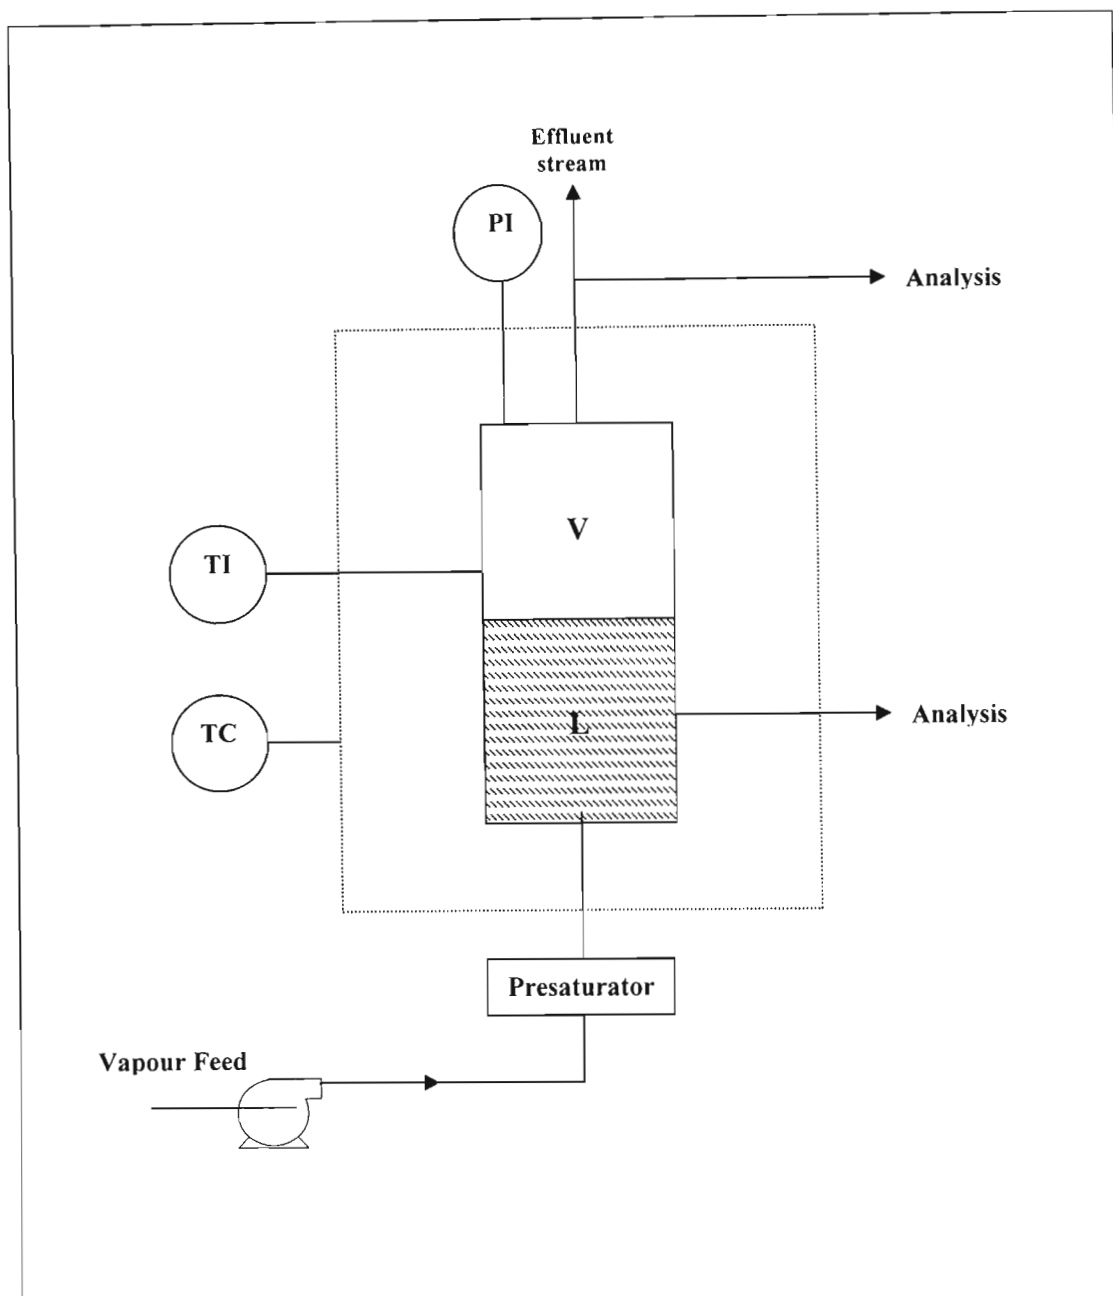 Effluent
stream
PI
Analysis
V
TI
L
TC
Analysis
Presaturator
Vapour Feed